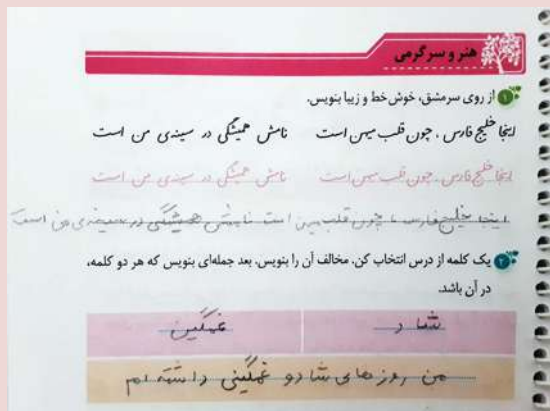 هنر و سرگرمی
۱ از روی سرمشق، خوش خط و زیبا بنویس.
اینجا خلیج فارس، چون قلب میهن است نامش همیشگی در سینه‌ی من است
اینجا خلیج فارس، چون قلب میهن است نامش همیشگی در سینه‌ی من است
اینجا خلیج فارس، چون قلب میهن است نامش همیشگی در سینه‌ی من است
۲ یک کلمه از درس انتخاب کن. مخالف آن را بنویس. بعد جمله‌ای بنویس که هر دو کلمه،
در آن باشد.
شاد غمگین
من روزهای شاد و غمگینی داشته ام